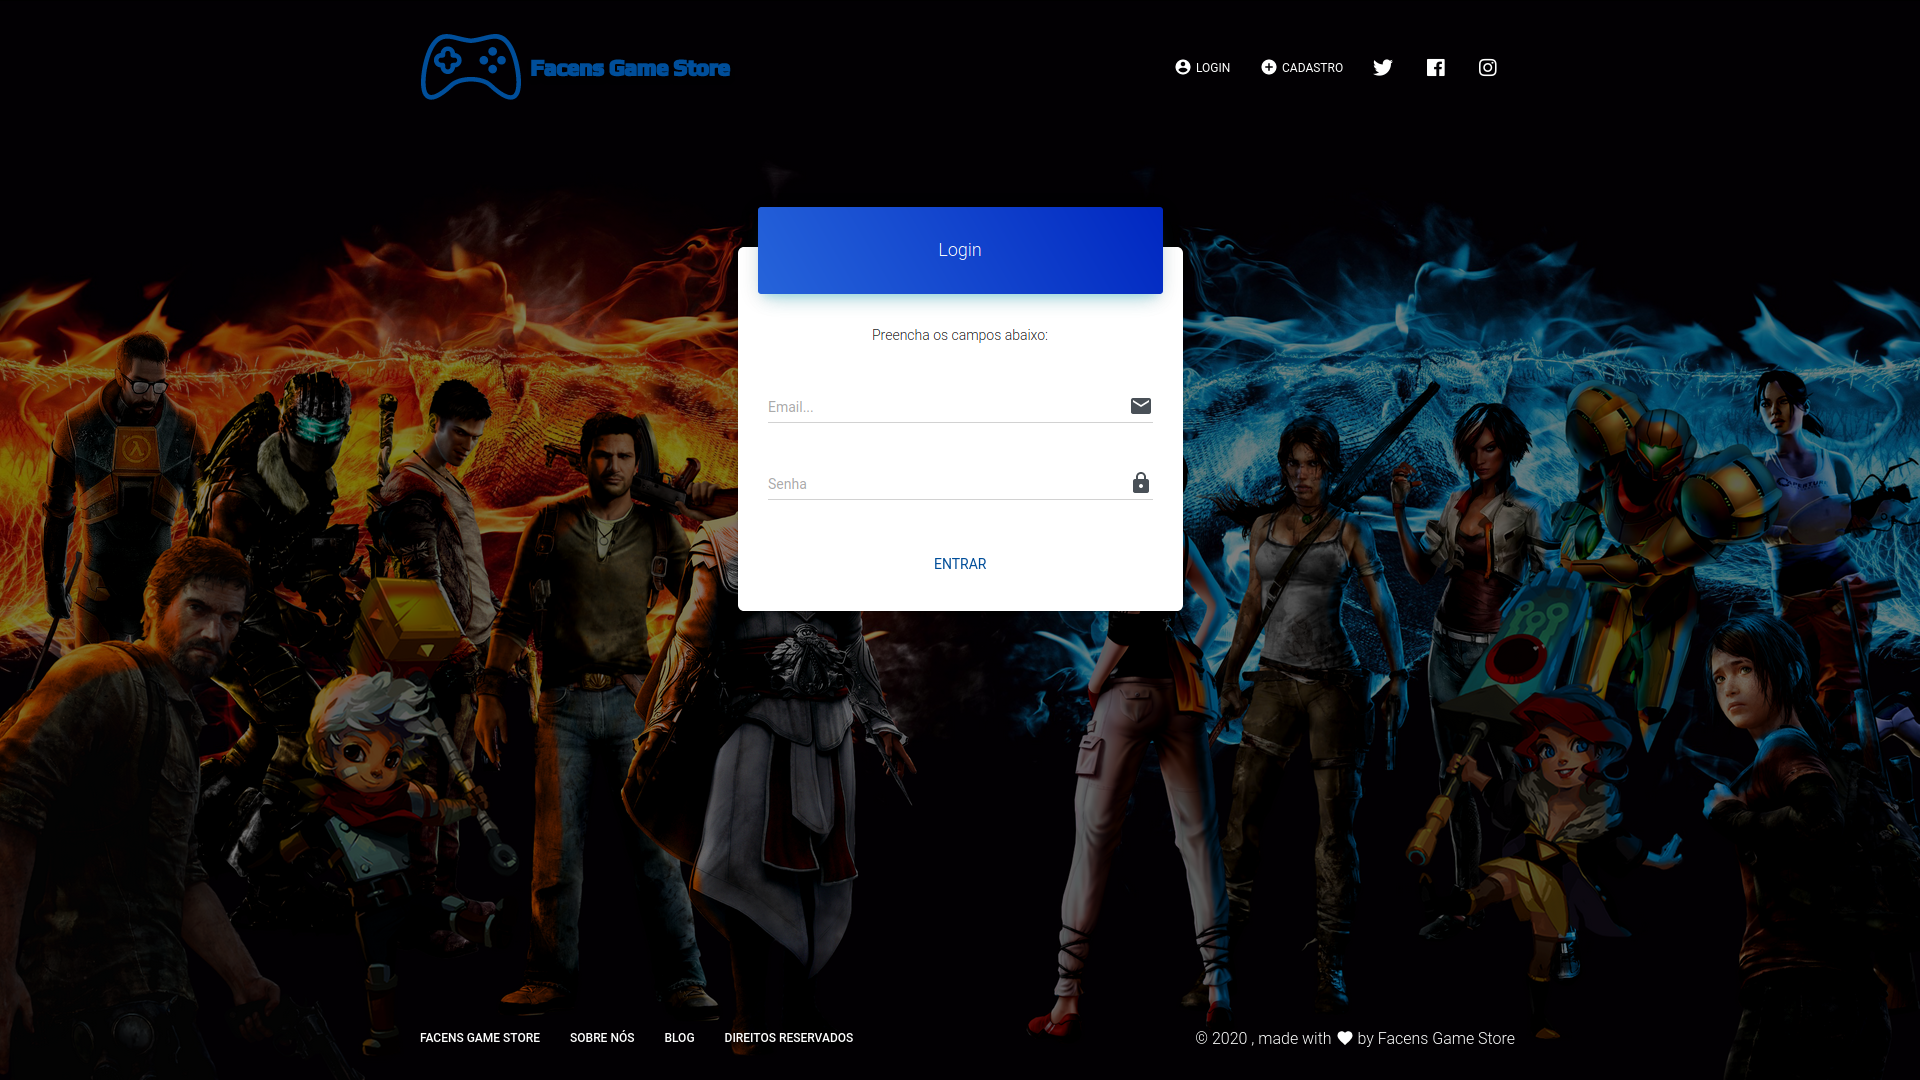 Facens Game Store
LOGIN
CADASTRO
Login
Preencha os campos abaixo:
Email...
Senha
ENTRAR
FACENS GAME STORE
SOBRE NÓS
BLOG
DIREITOS RESERVADOS
© 2020 , made with by Facens Game Store